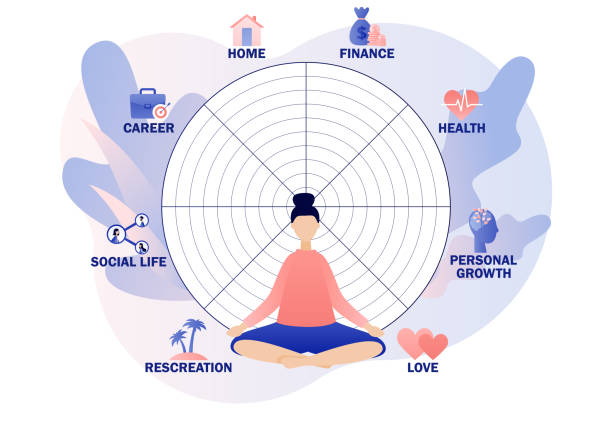 HOME
FINANCE
CAREER
HEALTH
SOCIAL LIFE
PERSONAL
GROWTH
RESCREATION
LOVE
$